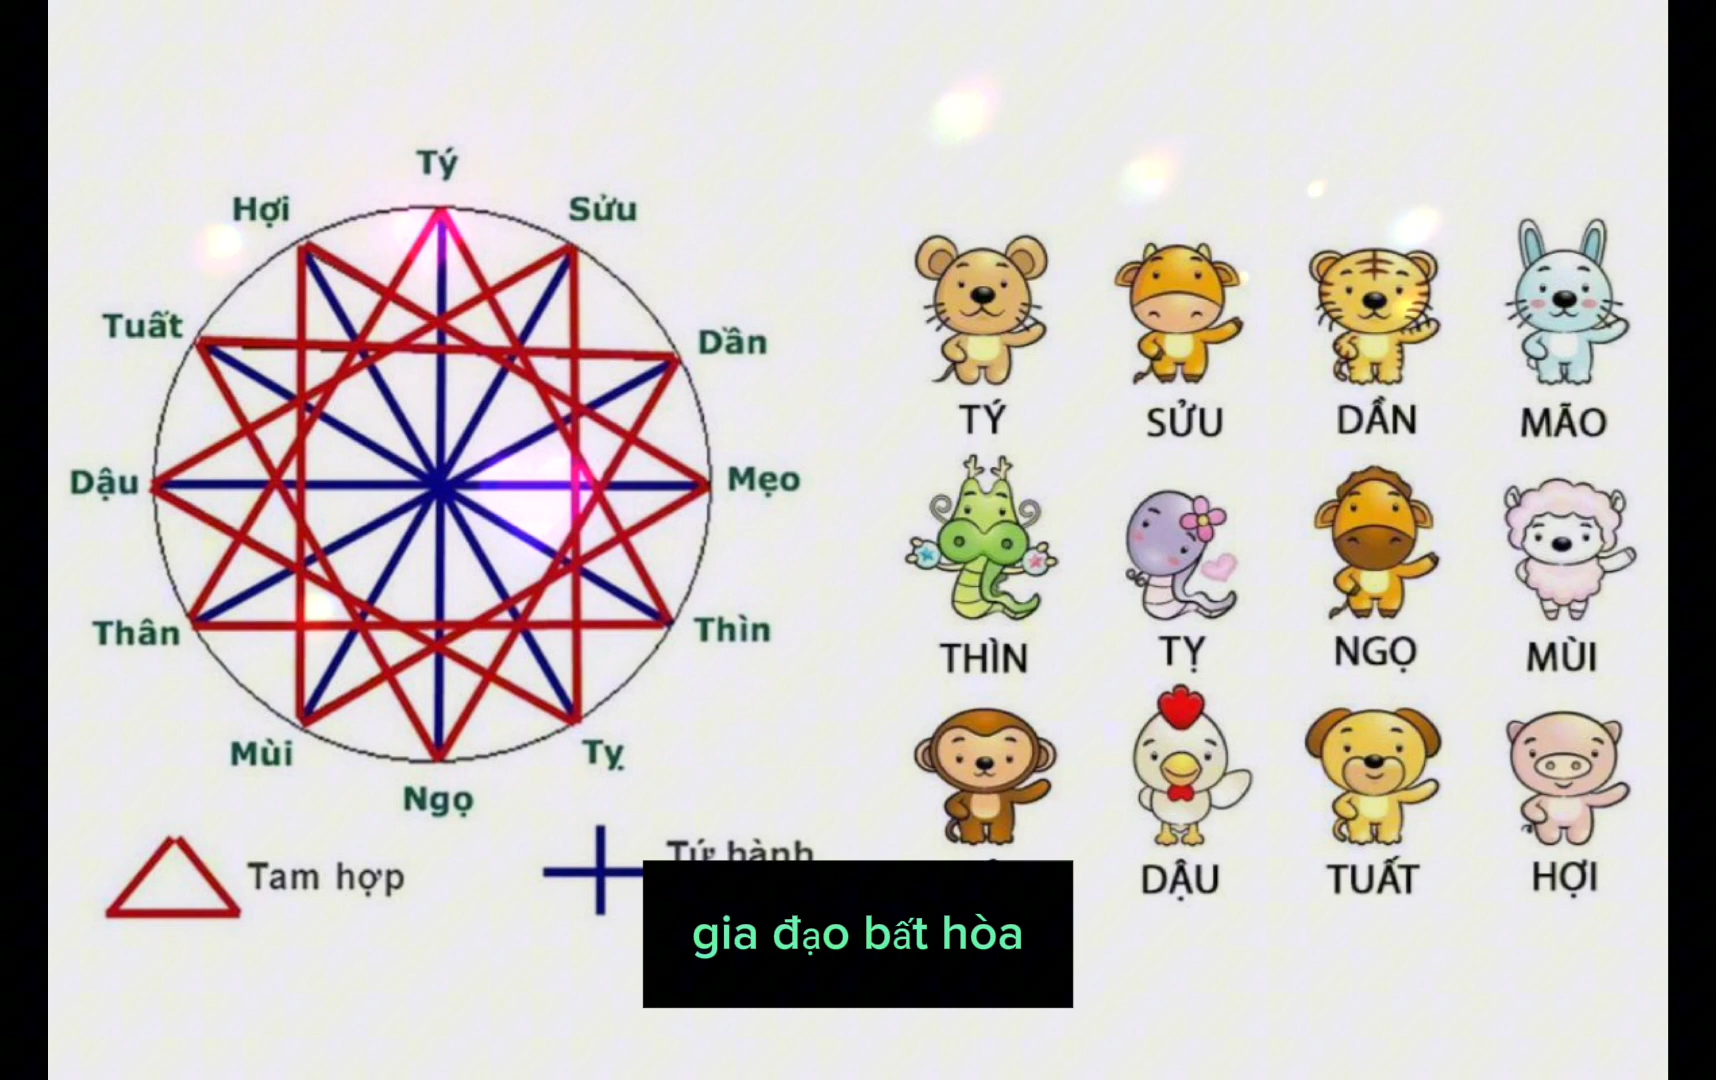 Tý
Hợi
Sửu
Tuất
Dần
Dậu
Mẹo
Thân
Thìn
Mùi
Tỵ
Ngọ
Tam hợp
Tứ hành
TÝ
SỬU
DẦN
MÃO
THÌN
TỴ
NGỌ
MÙI
DẬU
TUẤT
HỢI
gia đạo bất hòa